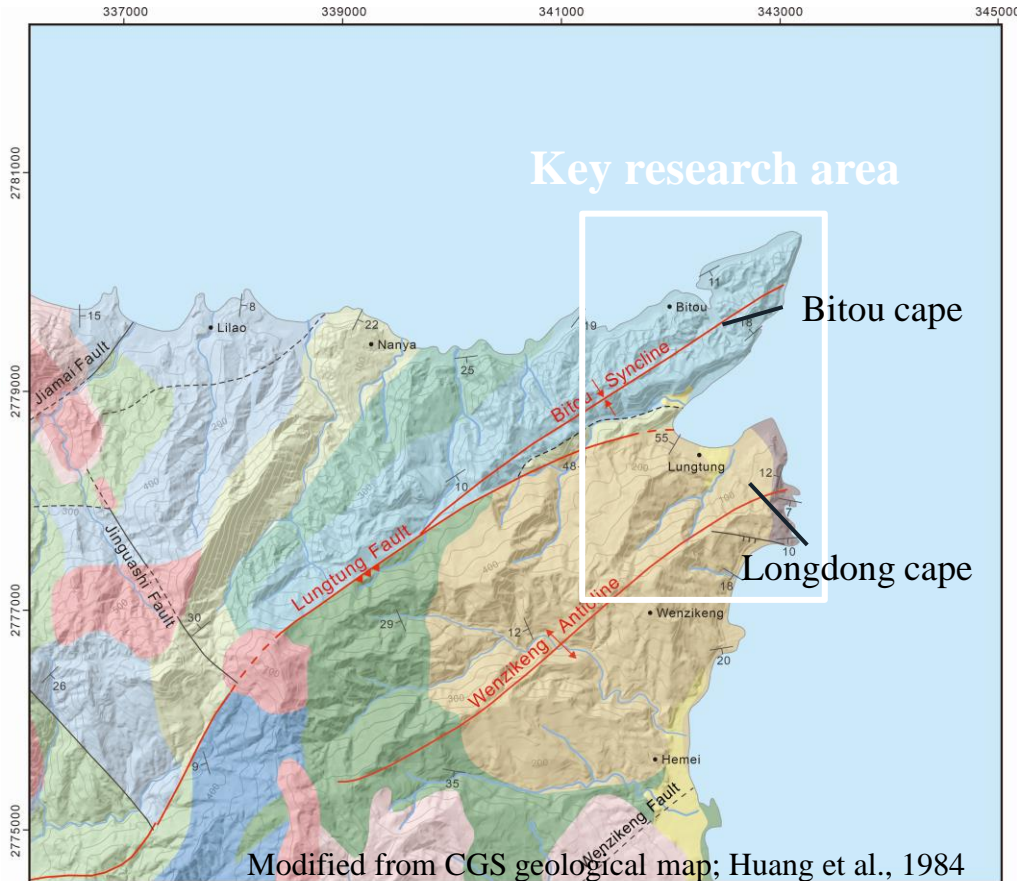 337000
339000
341000
343000
345000
2781000
2779000
2777000
2775000
Key research area
Bitou cape
Longdong cape
Bitou
Lilao
Nanya
Lungtung
Wenzikeng
Hemei
Bitou Syncline
Lungtung Fault
Wenzikeng Anticline
Jiamai Fault
Jinguashi Fault
Wenzikeng Fault
15
8
22
25
19
11
18
10
48
55
12
7
10
18
20
12
29
30
26
9
35
Modified from CGS geological map; Huang et al., 1984